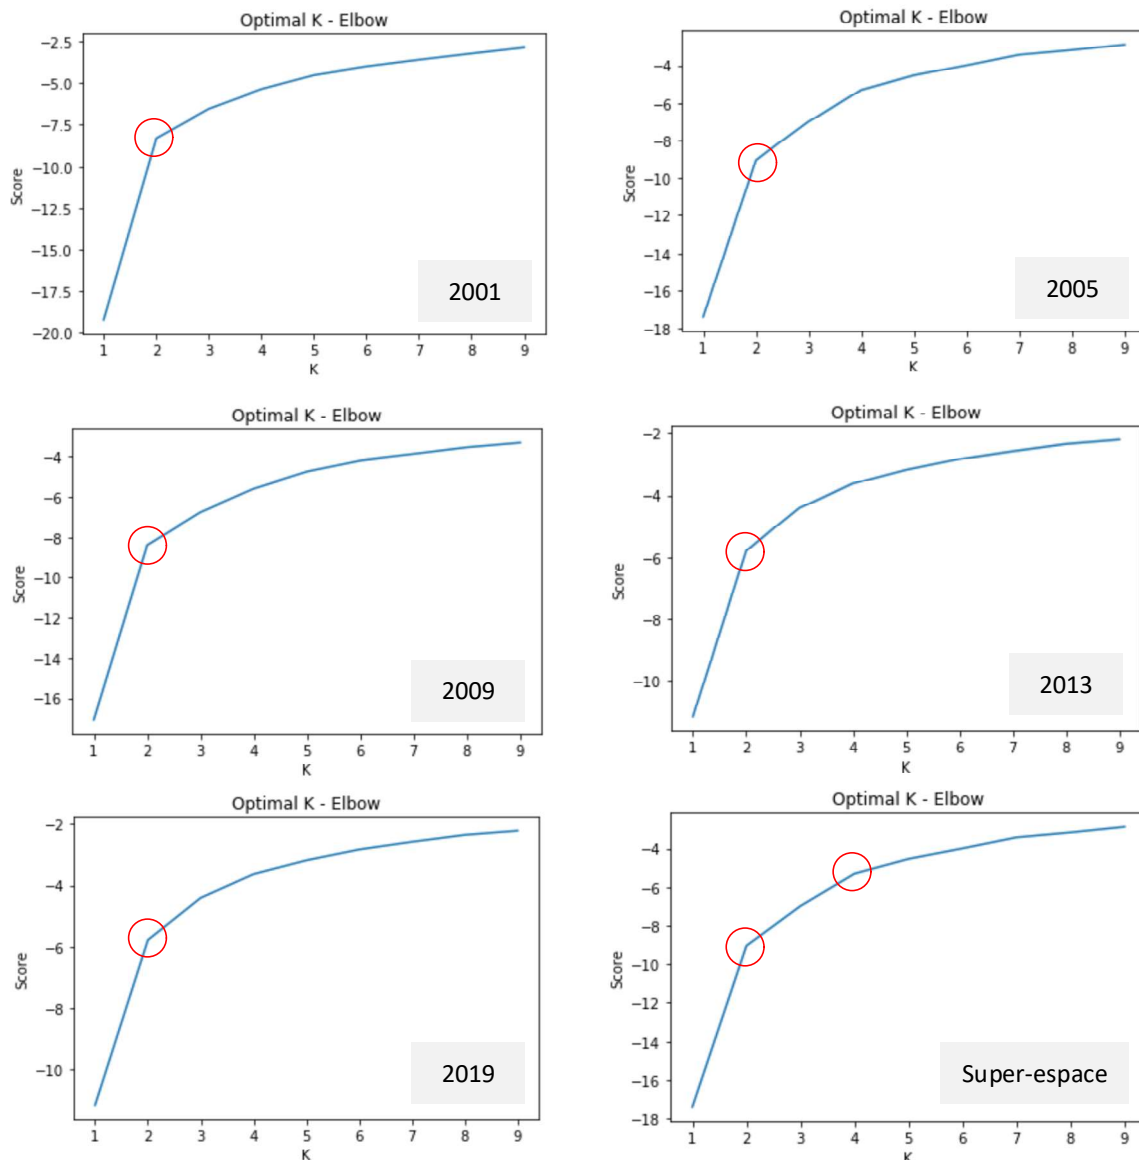 Optimal K - Elbow
Score
−2.5
−5.0
−7.5
−10.0
−12.5
−15.0
−17.5
−20.0
2001
1 2 3 4 5 6 7 8 9
K
Optimal K - Elbow
Score
−4
−6
−8
−10
−12
−14
−16
−18
2005
1 2 3 4 5 6 7 8 9
K
Optimal K - Elbow
Score
−4
−6
−8
−10
−12
−14
−16
2009
1 2 3 4 5 6 7 8 9
K
Optimal K - Elbow
Score
−2
−4
−6
−8
−10
2013
1 2 3 4 5 6 7 8 9
K
Optimal K - Elbow
Score
−2
−4
−6
−8
−10
2019
1 2 3 4 5 6 7 8 9
K
Optimal K - Elbow
Score
−4
−6
−8
−10
−12
−14
−16
−18
Super-espace
1 2 3 4 5 6 7 8 9
K